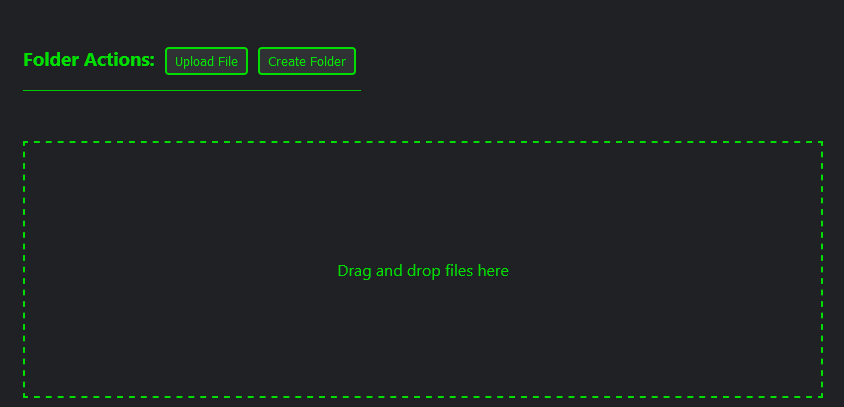 Folder Actions: Upload File Create Folder
Drag and drop files here